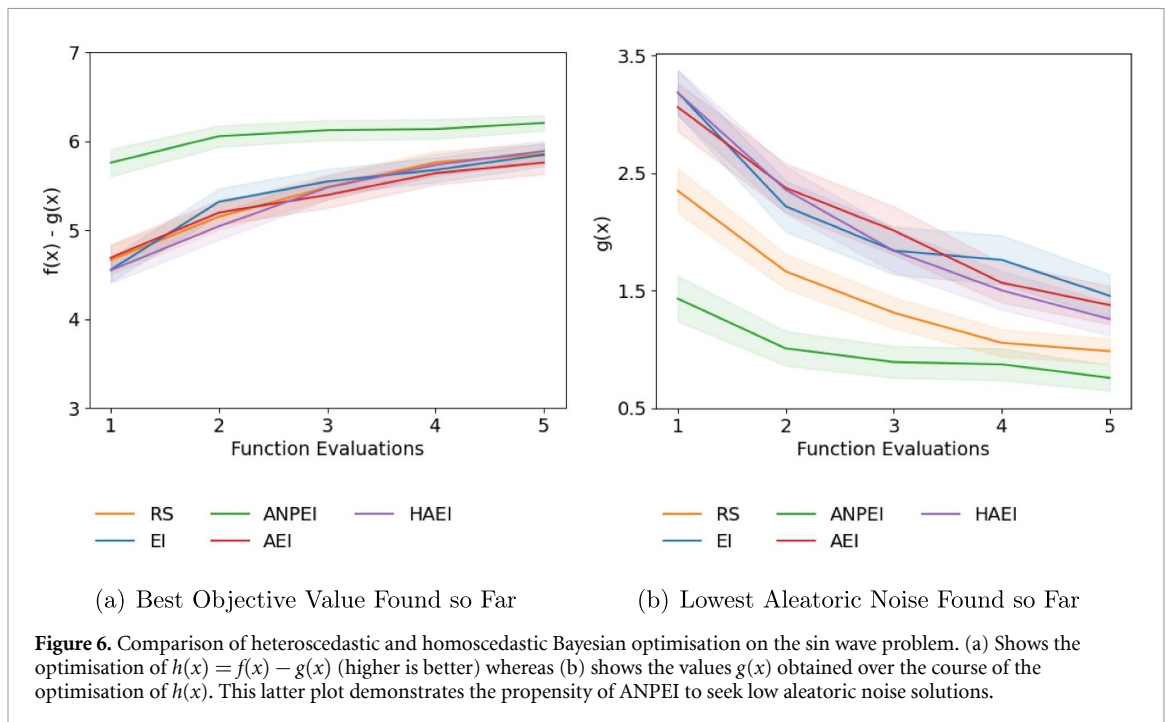 7
6
5
4
3
f(x) - g(x)
1 2 3 4 5
Function Evaluations
RS ANPEI HAEI
EI AEI
(a) Best Objective Value Found so Far
3.5
2.5
1.5
0.5
g(x)
1 2 3 4 5
Function Evaluations
RS ANPEI HAEI
EI AEI
(b) Lowest Aleatoric Noise Found so Far
Figure 6. Comparison of heteroscedastic and homoscedastic Bayesian optimisation on the sin wave problem. (a) Shows the
optimisation of h(x) = f(x) − g(x) (higher is better) whereas (b) shows the values g(x) obtained over the course of the
optimisation of h(x). This latter plot demonstrates the propensity of ANPEI to seek low aleatoric noise solutions.